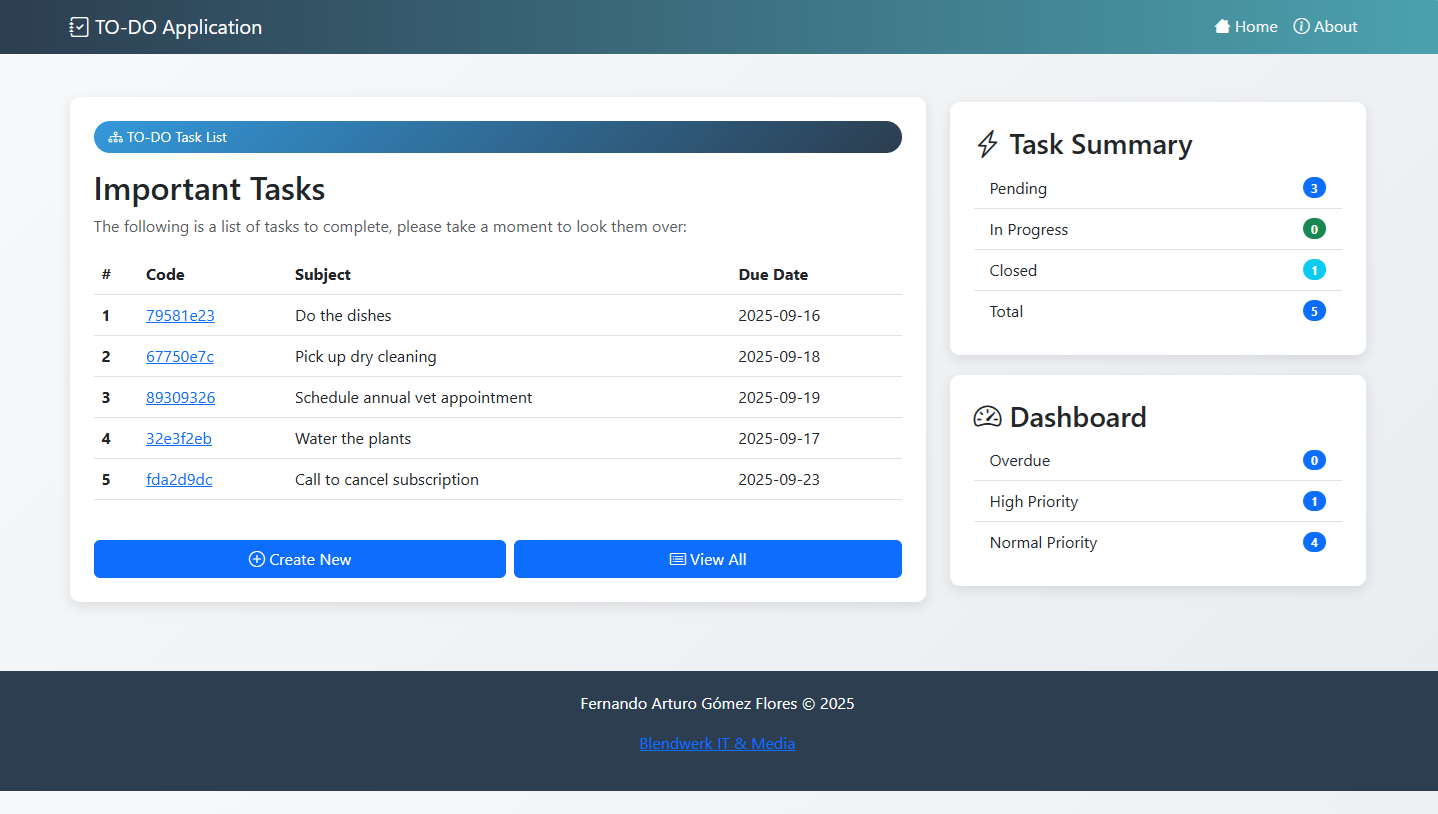 TO-DO Application
Home About
TO-DO Task List
Important Tasks
The following is a list of tasks to complete, please take a moment to look them over:
# Code Subject Due Date
1 79581e23 Do the dishes 2025-09-16
2 67750e7c Pick up dry cleaning 2025-09-18
3 89309326 Schedule annual vet appointment 2025-09-19
4 32e3f2eb Water the plants 2025-09-17
5 fda2d9dc Call to cancel subscription 2025-09-23
Create New View All
Task Summary
Pending 3
In Progress 0
Closed 1
Total 5
Dashboard
Overdue 0
High Priority 1
Normal Priority 4
Fernando Arturo Gómez Flores © 2025
Blendwerk IT & Media